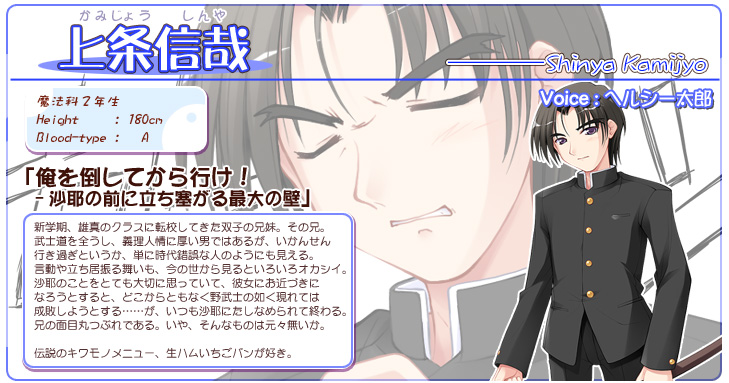 かみじょう しんや
上条信哉
Shinya Kamijyo
魔法科2年生
Height : 180cm
Blood-type : A
Voice : ヘルシー太郎
「俺を倒してから行け！
- 沙耶の前に立ち塞がる最大の壁」
新学期、雄真のクラスに転校してきた双子の兄妹。その兄。
武士道を全うし、義理人情に厚い男ではあるが、いかんせん
行き過ぎというか、単に時代錯誤な人のようにも見える。
言動や立ち居振る舞いも、今の世から見るといろいろオカシイ。
沙耶のことをとても大切に思っていて、彼女にお近づきに
なろうとすると、どこからともなく野武士の如く現れては
成敗しようとする……が、いつも沙耶にたしなめられて終わる。
兄の面目丸つぶれである。いや、そんなものは元々無いか。
伝説のキワモノメニュー、生ハムいちごパンが好き。